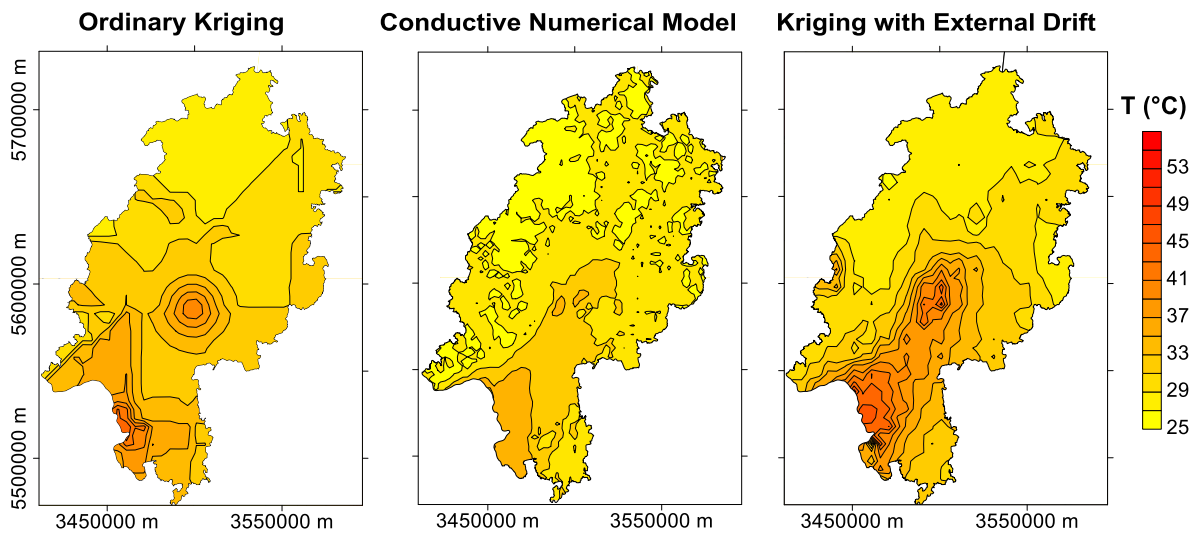 Ordinary Kriging
Conductive Numerical Model
Kriging with External Drift
T (°C)
5700000 m
5600000 m
5500000 m
53
49
45
41
37
33
29
28
25
3450000 m
3550000 m
3450000 m
3550000 m
3450000 m
3550000 m